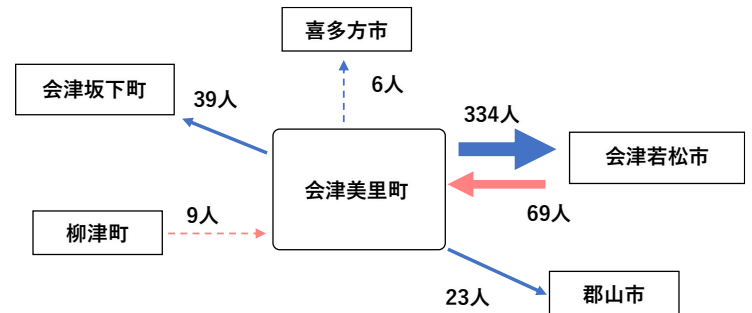 喜多方市
会津坂下町
39人
6人
334人
会津若松市
会津美里町
69人
9人
柳津町
23人
郡山市